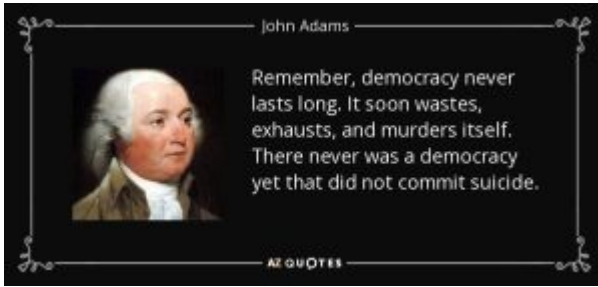 John Adams
Remember, democracy never
lasts long. It soon wastes,
exhausts, and murders itself.
There never was a democracy
yet that did not commit suicide.
AZ QUOTES